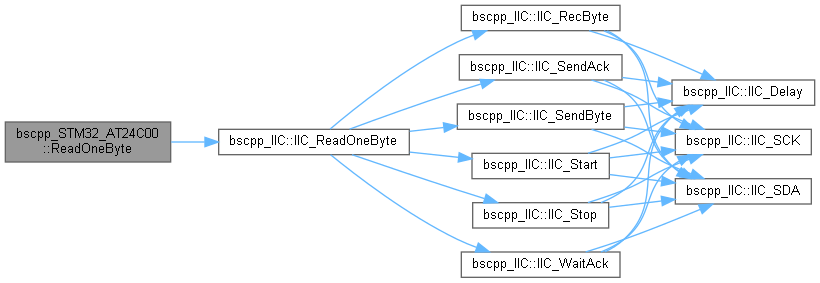 bscpp_STM32_AT24C00
::ReadOneByte
bscpp_IIC::IIC_ReadOneByte
bscpp_IIC::IIC_RecByte
bscpp_IIC::IIC_SendAck
bscpp_IIC::IIC_SendByte
bscpp_IIC::IIC_Start
bscpp_IIC::IIC_Stop
bscpp_IIC::IIC_WaitAck
bscpp_IIC::IIC_Delay
bscpp_IIC::IIC_SCK
bscpp_IIC::IIC_SDA